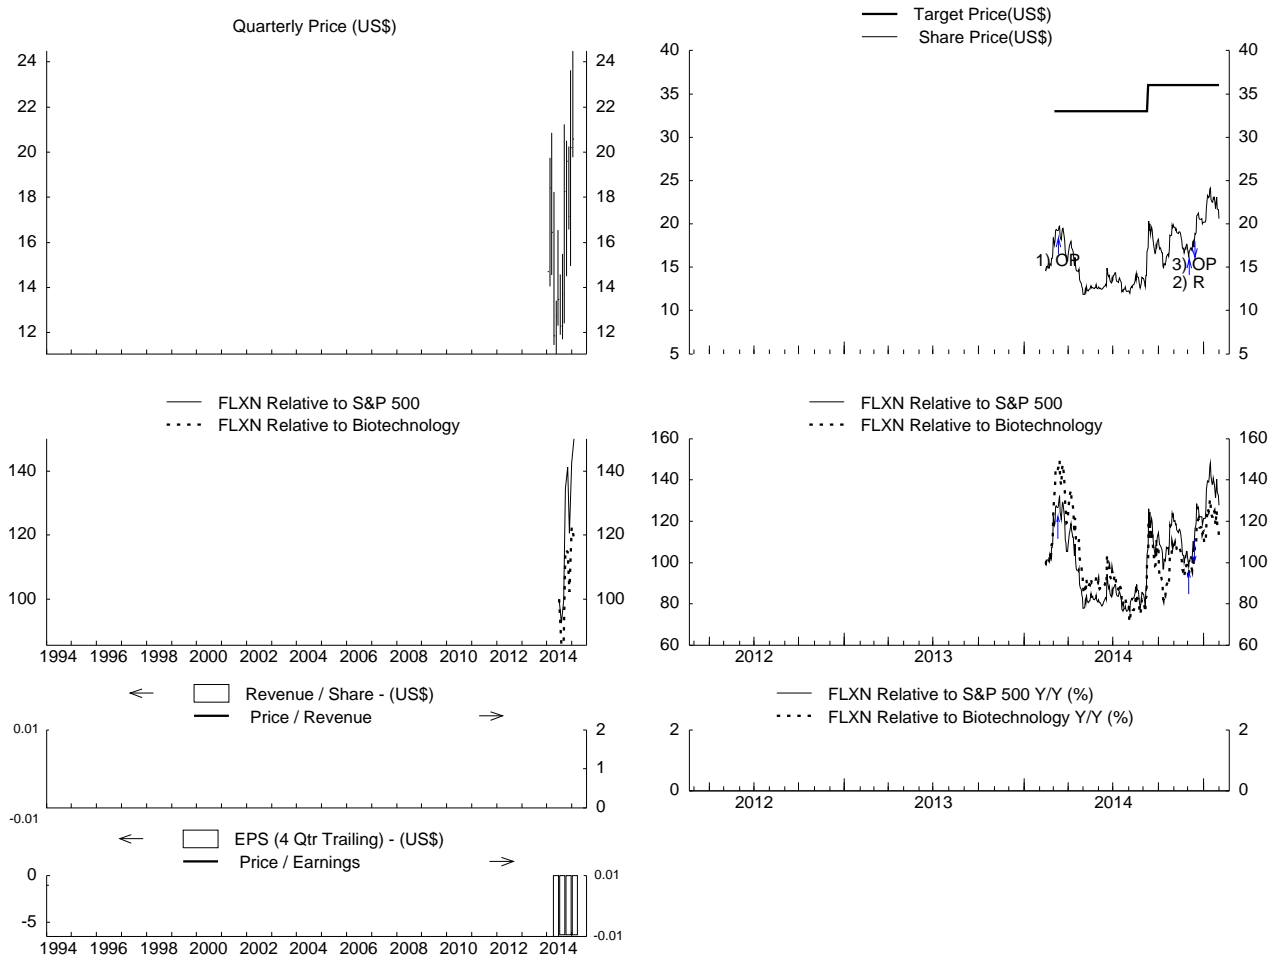 Quarterly Price (US$)
24 24
22 22
20 20
18 18
16 16
14 14
12 12
FLXN Relative to S&P 500
FLXN Relative to Biotechnology
140 140
120 120
100 100
1994 1996 1998 2000 2002 2004 2006 2008 2010 2012 2014
Revenue / Share - (US$)
Price / Revenue
0.01 2
1
0
-0.01
EPS (4 Qtr Trailing) - (US$)
Price / Earnings
0 0.01
-5
-0.01
1994 1996 1998 2000 2002 2004 2006 2008 2010 2012 2014
Target Price(US$)
Share Price(US$)
40 40
35 35
30 30
25 25
20 20
15 15
10 10
5 5
1) OP
3) OP
2) R
FLXN Relative to S&P 500
FLXN Relative to Biotechnology
160 160
140 140
120 120
100 100
80 80
60 60
2012 2013 2014
FLXN Relative to S&P 500 Y/Y (%)
FLXN Relative to Biotechnology Y/Y (%)
2 2
0 0
2012 2013 2014